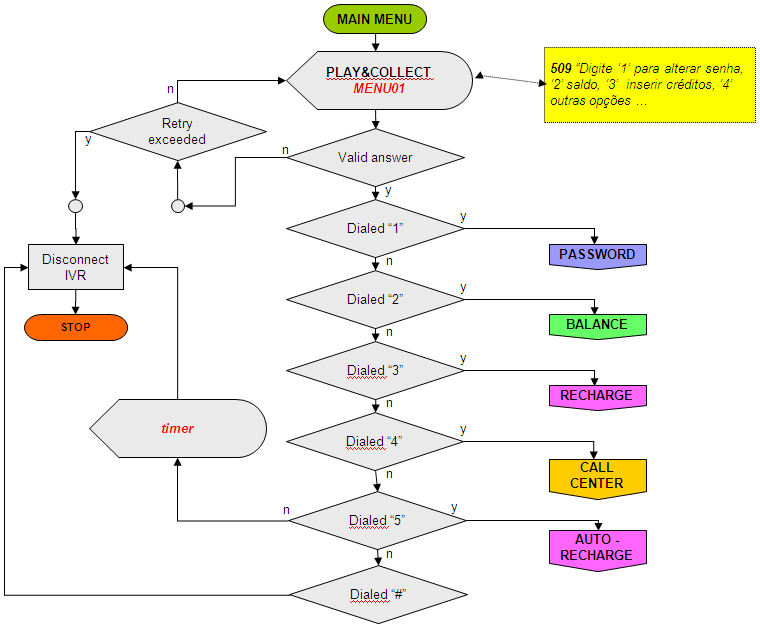 MAIN MENU
PLAY&COLLECT
MENU01
509 “Digite ‘1’ para alterar senha,
‘2’ saldo, ‘3’ inserir créditos, ‘4’
outras opções …
n
Retry
exceeded
y
n
Valid answer
y
Dialed “1”
y
n
PASSWORD
Disconnect
IVR
Dialed “2”
y
n
BALANCE
STOP
Dialed “3”
y
n
RECHARGE
timer
Dialed “4”
y
n
CALL
CENTER
n
Dialed “5”
y
n
AUTO -
RECHARGE
Dialed “#”